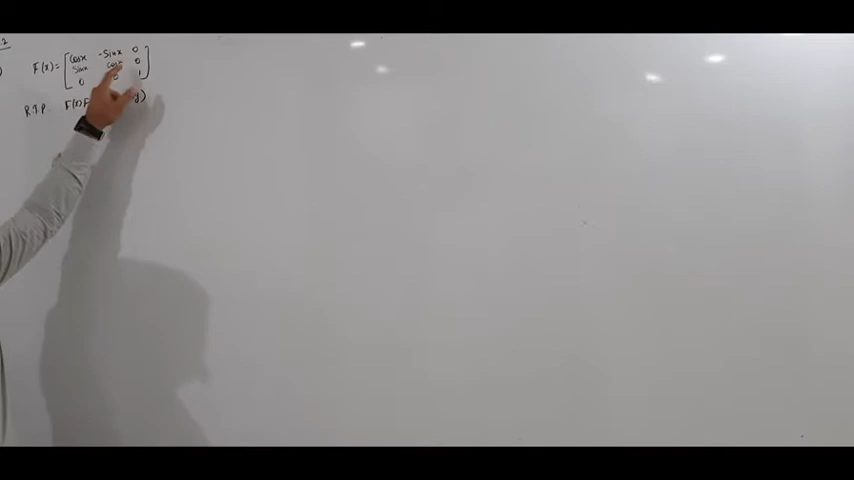 F(x) = [ cosx -sinx 0
sinx cosx 0
0 0 1 ]
R.T.P. F(x) F y)